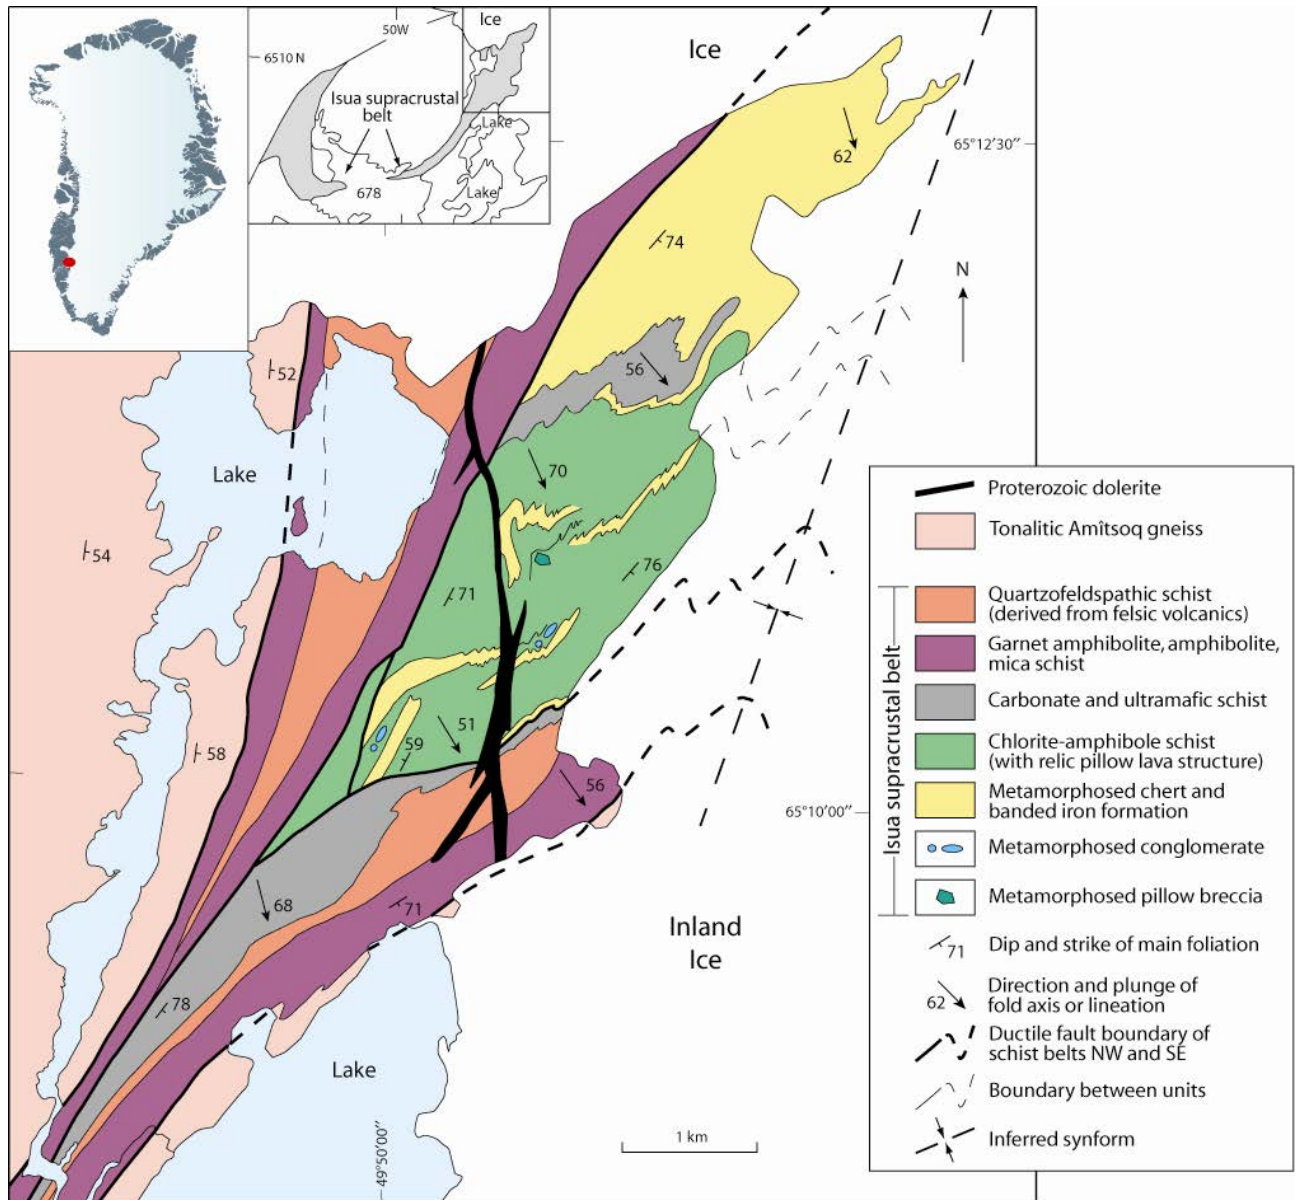 Ice
50W
6510 N
Isua supracrustal
belt
Lake
678
Lake
Ice
65°12'30''
62
74
N
52
56
Lake
70
54
76
71
51
59
58
56
65°10'00''
68
71
Inland
Ice
78
Lake
49°50'00''
1 km
Proterozoic dolerite
Tonalitic Amîtsoq gneiss
Isua supracrustal belt
Quartzofeldspathic schist
(derived from felsic volcanics)
Garnet amphibolite, amphibolite,
mica schist
Carbonate and ultramafic schist
Chlorite-amphibole schist
(with relic pillow lava structure)
Metamorphosed chert and
banded iron formation
Metamorphosed conglomerate
Metamorphosed pillow breccia
71
Dip and strike of main foliation
62
Direction and plunge of
fold axis or lineation
Ductile fault boundary of
schist belts NW and SE
Boundary between units
Inferred synform